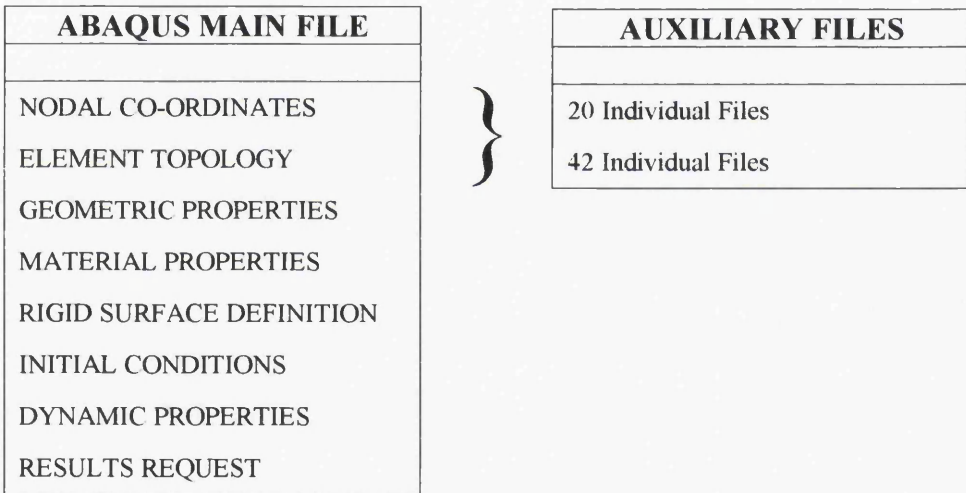 ABAQUS MAIN FILE
NODAL CO-ORDINATES
ELEMENT TOPOLOGY
GEOMETRIC PROPERTIES
MATERIAL PROPERTIES
RIGID SURFACE DEFINITION
INITIAL CONDITIONS
DYNAMIC PROPERTIES
RESULTS REQUEST
}
AUXILIARY FILES
20 Individual Files
42 Individual Files